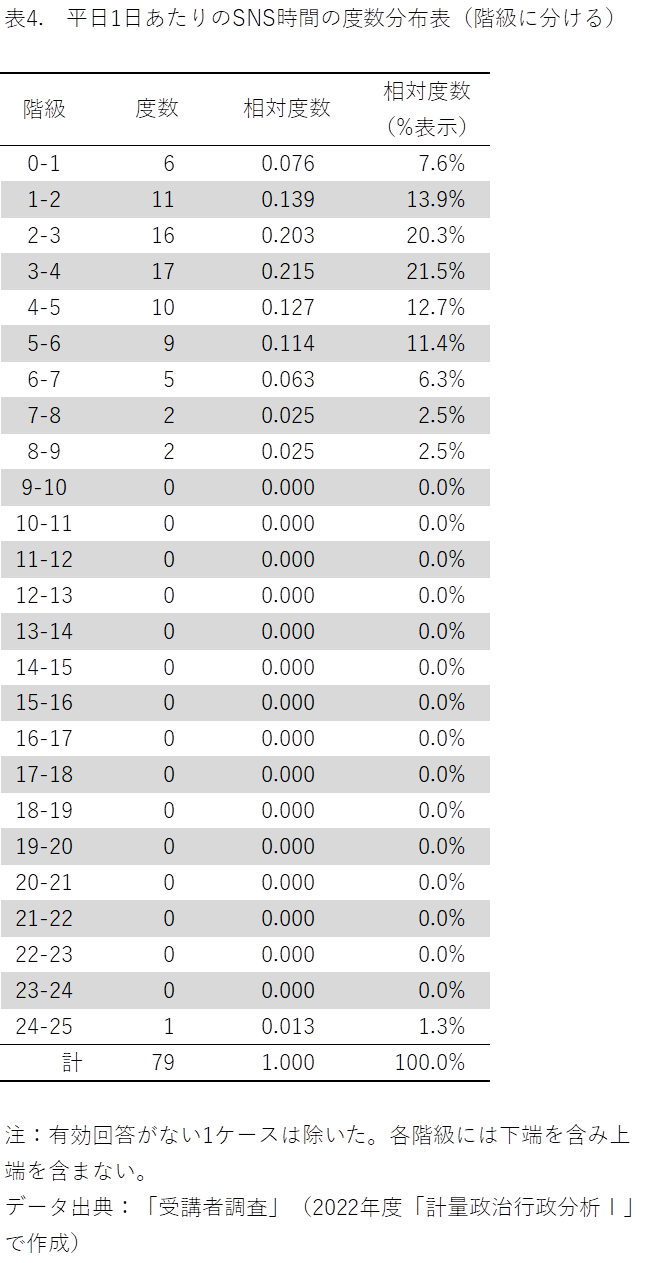 表4.　平日1日あたりのSNS時間の度数分布表（階級に分ける）
階級 度数 相対度数 相対度数（%表示）
0-1 6 0.076 7.6%
1-2 11 0.139 13.9%
2-3 16 0.203 20.3%
3-4 17 0.215 21.5%
4-5 10 0.127 12.7%
5-6 9 0.114 11.4%
6-7 5 0.063 6.3%
7-8 2 0.025 2.5%
8-9 2 0.025 2.5%
9-10 0 0.000 0.0%
10-11 0 0.000 0.0%
11-12 0 0.000 0.0%
12-13 0 0.000 0.0%
13-14 0 0.000 0.0%
14-15 0 0.000 0.0%
15-16 0 0.000 0.0%
16-17 0 0.000 0.0%
17-18 0 0.000 0.0%
18-19 0 0.000 0.0%
19-20 0 0.000 0.0%
20-21 0 0.000 0.0%
21-22 0 0.000 0.0%
22-23 0 0.000 0.0%
23-24 0 0.000 0.0%
24-25 1 0.013 1.3%
計 79 1.000 100.0%
注：有効回答がない1ケースは除いた。各階級には下端を含み上
端を含まない。
データ出典：「受講者調査」（2022年度「計量政治行政分析Ⅰ」
で作成）